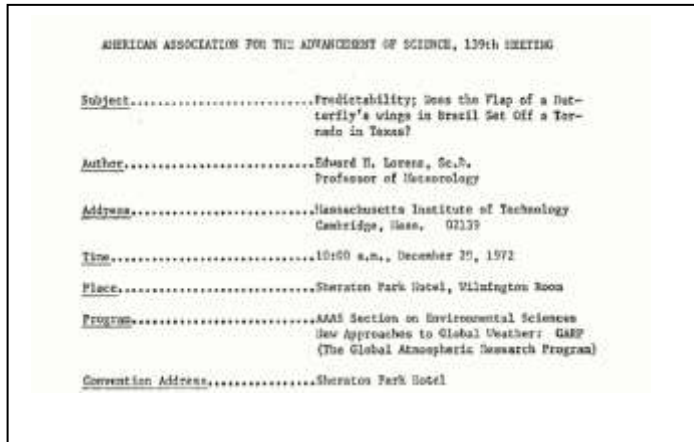 AMERICAN ASSOCIATION FOR THE ADVANCEMENT OF SCIENCE, 139th MEETING
Subject...........................Predictability; Does the Flap of a But-
terfly's wings in Brazil Set Off a Tor-
nado in Texas?
Author............................Edward N. Lorenz, Sc.D.
Professor of Meteorology
Address...........................Massachusetts Institute of Technology
Cambridge, Mass. 02139
Time..............................10:00 a.m., December 29, 1972
Place.............................Sheraton Park Hotel, Wilmington Room
Program...........................AAAS Section on Environmental Sciences
New Approaches to Global Weather: GARP
(The Global Atmospheric Research Program)
Convention Address................Sheraton Park Hotel